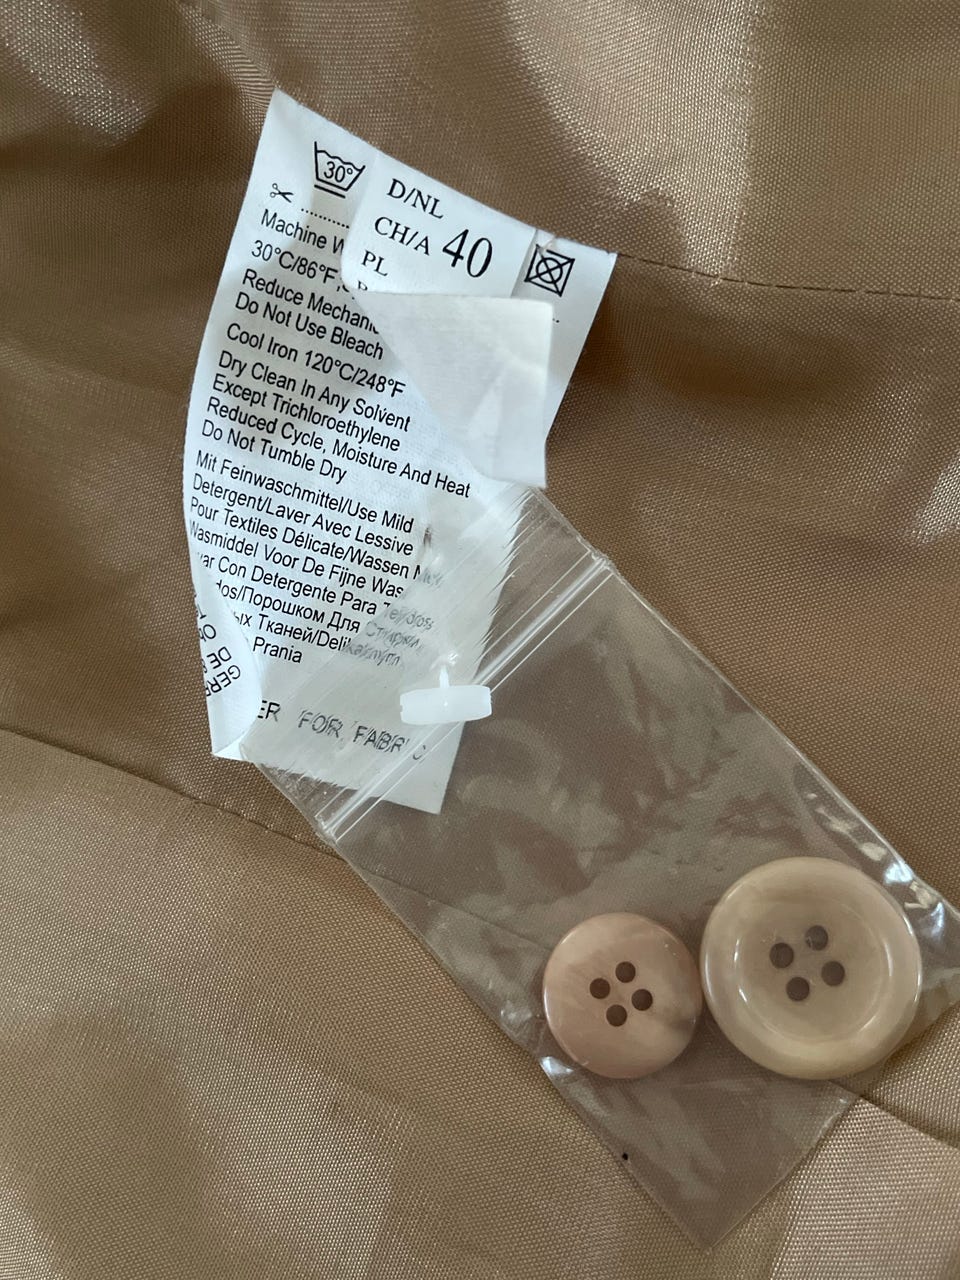 30°
D/NL
CH/A 40
PL
Machine
30°C/86°F,
Reduce
Do Not Use Bleach
Cool Iron 120°C/248°F
Dry Clean In Any Solvent
Except Trichloroethylene
Reduced Cycle, Moisture And Heat
Do Not Tumble Dry
Mit Feinwaschmittel/Use Mild
Detergent/Laver Avec Lessive
Pour Textiles Délicate/Wassen
Wasmiddel Voor De Fijne
Con Detergente Para
Порошком Для
Тканей/
Prania
FOR FABRIC